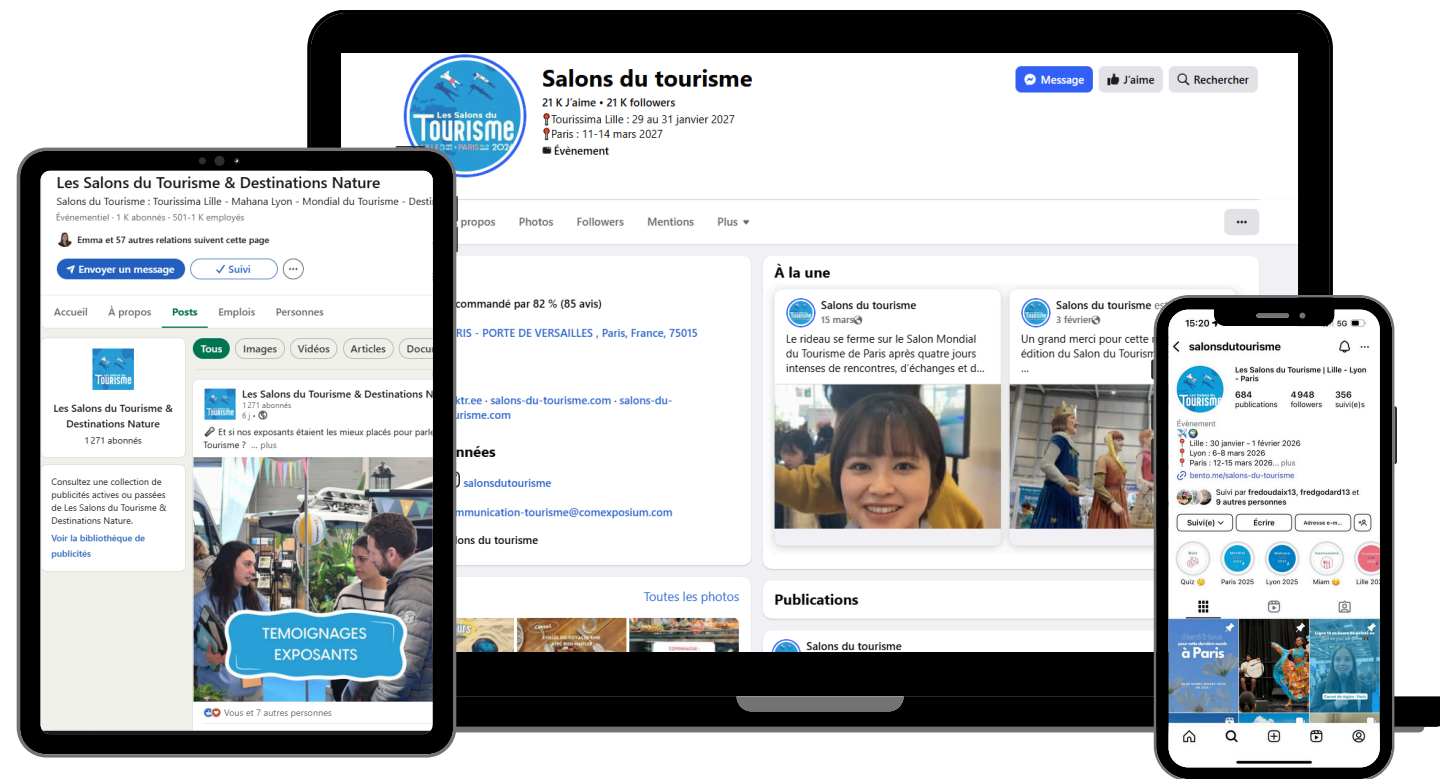 Salons du tourisme
21 K J'aime • 21 K followers
Tourissima Lille : 29 au 31 janvier 2027
Paris : 11-14 mars 2027
Évènement
Message
J'aime
Rechercher
Les Salons du
TOURISME
PARIS
propos
Photos
Followers
Mentions
Plus
commandé par 82 % (85 avis)
RIS - PORTE DE VERSAILLES , Paris, France, 75015
ktr.ee · salons-du-tourisme.com · salons-du-
urisme.com
nnées
salonsdutourisme
mmunication-tourisme@comexposium.com
ons du tourisme
Toutes les photos
À la une
Salons du tourisme
15 mars
Le rideau se ferme sur le Salon Mondial
du Tourisme de Paris après quatre jours
intenses de rencontres, d'échanges et d...
Salons du tourisme es
3 février
Un grand merci pour cette
édition du Salon du Tourism
...
Publications
Salons du tourisme
Les Salons du Tourisme & Destinations Nature
Salons du Tourisme : Tourissima Lille - Mahana Lyon - Mondial du Tourisme - Desti
Événementiel · 1 K abonnés · 501-1 K employés
Emma et 57 autres relations suivent cette page
Envoyer un message
Suivi
Accueil
À propos
Posts
Emplois
Personnes
TOURISME
Les Salons du Tourisme &
Destinations Nature
1 271 abonnés
Consultez une collection de
publicités actives ou passées
de Les Salons du Tourisme &
Destinations Nature.
Voir la bibliothèque de
publicités
Tous
Images
Vidéos
Articles
Docu
Les Salons du Tourisme & Destinations N
1 271 abonnés
6 j •
Et si nos exposants étaient les mieux placés pour parle
Tourisme ? ... plus
TEMOIGNAGES
EXPOSANTS
Vous et 7 autres personnes
15:20
5G
salonsdutourisme
Les Salons du Tourisme | Lille - Lyon
- Paris
684
publications
4 948
followers
356
suivi(e)s
Évènement
Lille : 30 janvier - 1 février 2026
Lyon : 6-8 mars 2026
Paris : 12-15 mars 2026... plus
bento.me/salons-du-tourisme
Suivi par fredoudaix13, fredgodard13 et
9 autres personnes
Suivi(e)
Écrire
Adresse e-m...
Quiz
Paris 2025
Lyon 2025
Miam
Lille 202
à Paris